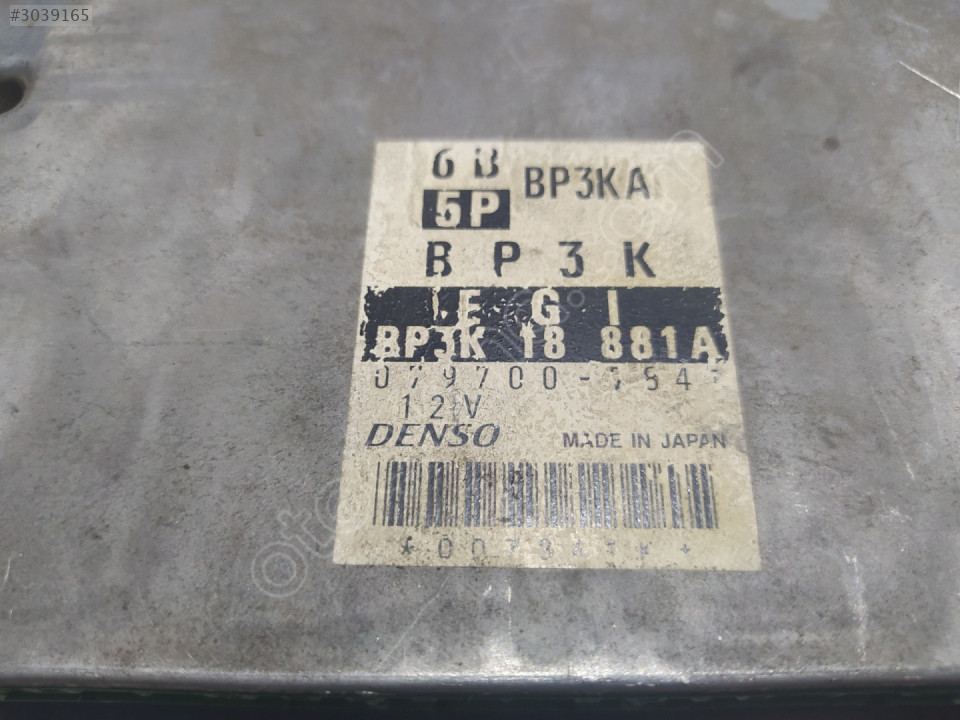 #3039165
6B
BP3KA
5P
BP3K
EGI
BP3K 18 881A
12V
DENSO MADE IN JAPAN